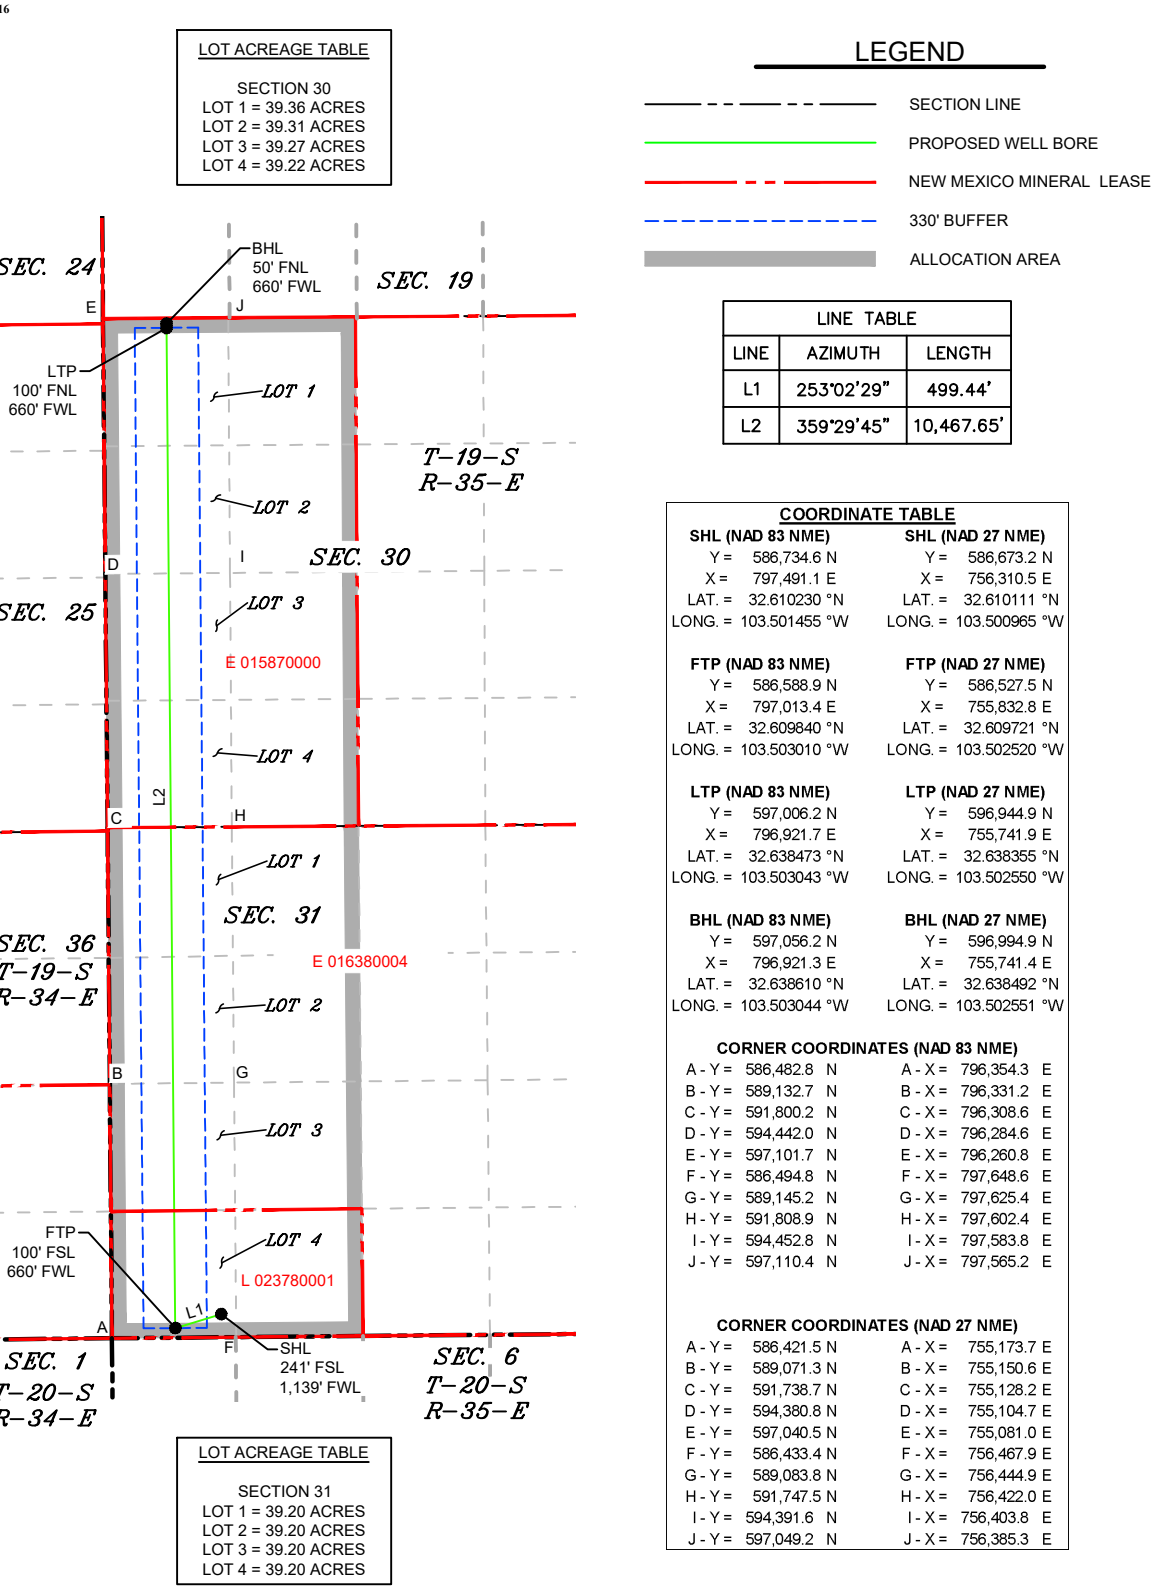 16
LOT ACREAGE TABLE
SECTION 30
LOT 1 = 39.36 ACRES
LOT 2 = 39.31 ACRES
LOT 3 = 39.27 ACRES
LOT 4 = 39.22 ACRES
LEGEND
SECTION LINE
PROPOSED WELL BORE
NEW MEXICO MINERAL LEASE
330' BUFFER
ALLOCATION AREA
LINE TABLE
LINE AZIMUTH LENGTH
L1 253°02'29" 499.44'
L2 359°29'45" 10,467.65'
SEC. 24
E
BHL
50' FNL
660' FWL
J
SEC. 19
LTP
100' FNL
660' FWL
LOT 1
T-19-S
R-35-E
LOT 2
D
I
SEC. 30
SEC. 25
LOT 3
E 015870000
LOT 4
L2
C
H
LOT 1
SEC. 31
SEC. 36
T-19-S
R-34-E
E 016380004
LOT 2
B
G
LOT 3
FTP
100' FSL
660' FWL
LOT 4
L 023780001
L1
A
F
SHL
241' FSL
1,139' FWL
SEC. 1
T-20-S
R-34-E
SEC. 6
T-20-S
R-35-E
LOT ACREAGE TABLE
SECTION 31
LOT 1 = 39.20 ACRES
LOT 2 = 39.20 ACRES
LOT 3 = 39.20 ACRES
LOT 4 = 39.20 ACRES
COORDINATE TABLE
SHL (NAD 83 NME) SHL (NAD 27 NME)
Y = 586,734.6 N Y = 586,673.2 N
X = 797,491.1 E X = 756,310.5 E
LAT. = 32.610230 °N LAT. = 32.610111 °N
LONG. = 103.501455 °W LONG. = 103.500965 °W
FTP (NAD 83 NME) FTP (NAD 27 NME)
Y = 586,588.9 N Y = 586,527.5 N
X = 797,013.4 E X = 755,832.8 E
LAT. = 32.609840 °N LAT. = 32.609721 °N
LONG. = 103.503010 °W LONG. = 103.502520 °W
LTP (NAD 83 NME) LTP (NAD 27 NME)
Y = 597,006.2 N Y = 596,944.9 N
X = 796,921.7 E X = 755,741.9 E
LAT. = 32.638473 °N LAT. = 32.638355 °N
LONG. = 103.503043 °W LONG. = 103.502550 °W
BHL (NAD 83 NME) BHL (NAD 27 NME)
Y = 597,056.2 N Y = 596,994.9 N
X = 796,921.3 E X = 755,741.4 E
LAT. = 32.638610 °N LAT. = 32.638492 °N
LONG. = 103.503044 °W LONG. = 103.502551 °W
CORNER COORDINATES (NAD 83 NME)
A - Y = 586,482.8 N A - X = 796,354.3 E
B - Y = 589,132.7 N B - X = 796,331.2 E
C - Y = 591,800.2 N C - X = 796,308.6 E
D - Y = 594,442.0 N D - X = 796,284.6 E
E - Y = 597,101.7 N E - X = 796,260.8 E
F - Y = 586,494.8 N F - X = 797,648.6 E
G - Y = 589,145.2 N G - X = 797,625.4 E
H - Y = 591,808.9 N H - X = 797,602.4 E
I - Y = 594,452.8 N I - X = 797,583.8 E
J - Y = 597,110.4 N J - X = 797,565.2 E
CORNER COORDINATES (NAD 27 NME)
A - Y = 586,421.5 N A - X = 755,173.7 E
B - Y = 589,071.3 N B - X = 755,150.6 E
C - Y = 591,738.7 N C - X = 755,128.2 E
D - Y = 594,380.8 N D - X = 755,104.7 E
E - Y = 597,040.5 N E - X = 755,081.0 E
F - Y = 586,433.4 N F - X = 756,467.9 E
G - Y = 589,083.8 N G - X = 756,444.9 E
H - Y = 591,747.5 N H - X = 756,422.0 E
I - Y = 594,391.6 N I - X = 756,403.8 E
J - Y = 597,049.2 N J - X = 756,385.3 E